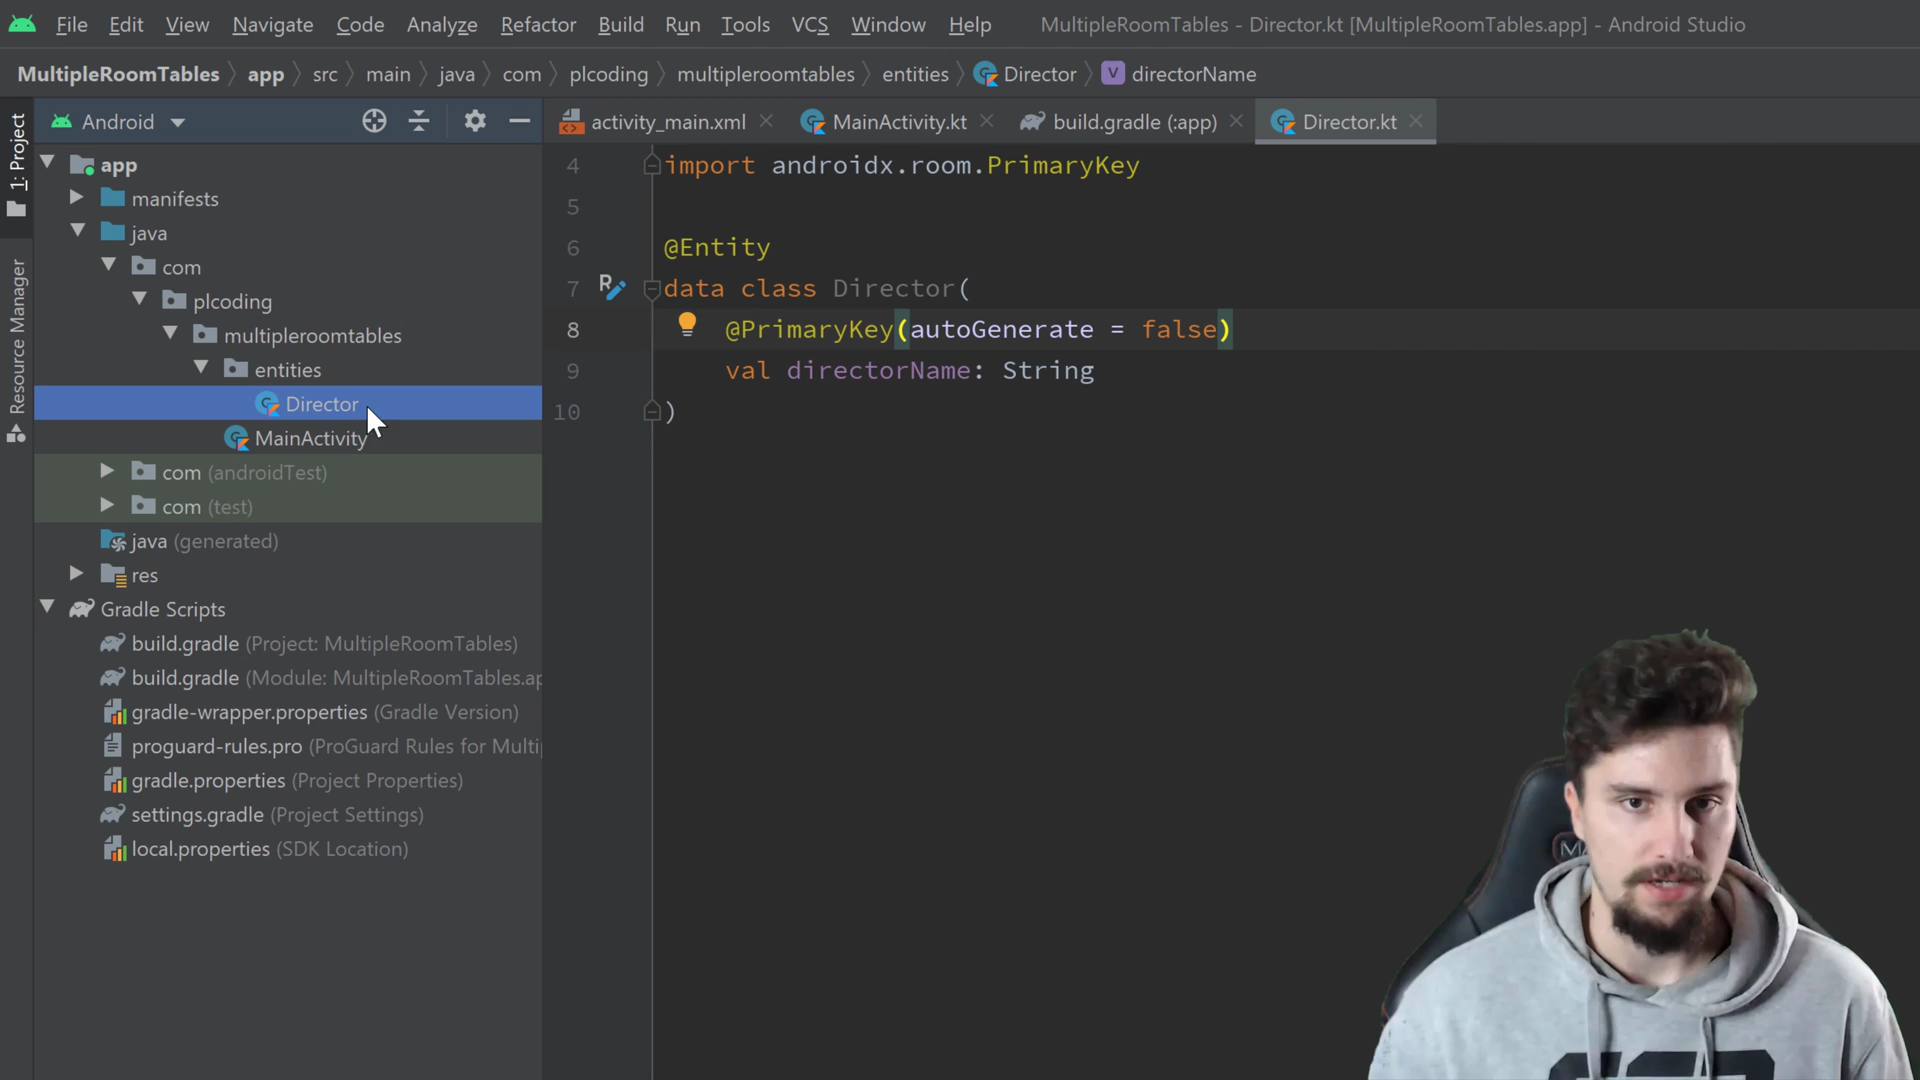 File Edit View Navigate Code Analyze Refactor Build Run Tools VCS Window Help MultipleRoomTables - Director.kt [MultipleRoomTables.app] - Android Studio
MultipleRoomTables app src main java com plcoding multipleroomtables entities Director V directorName
1: Project
Resource Manager
Android
activity_main.xml MainActivity.kt build.gradle (:app) Director.kt
app
manifests
java
com
plcoding
multipleroomtables
entities
Director
MainActivity
com (androidTest)
com (test)
java (generated)
res
Gradle Scripts
build.gradle (Project: MultipleRoomTables)
build.gradle (Module: MultipleRoomTables.ap
gradle-wrapper.properties (Gradle Version)
proguard-rules.pro (ProGuard Rules for Multi
gradle.properties (Project Properties)
settings.gradle (Project Settings)
local.properties (SDK Location)
4 import androidx.room.PrimaryKey
5
6 @Entity
7 data class Director(
8 @PrimaryKey(autoGenerate = false)
9 val directorName: String
10 )